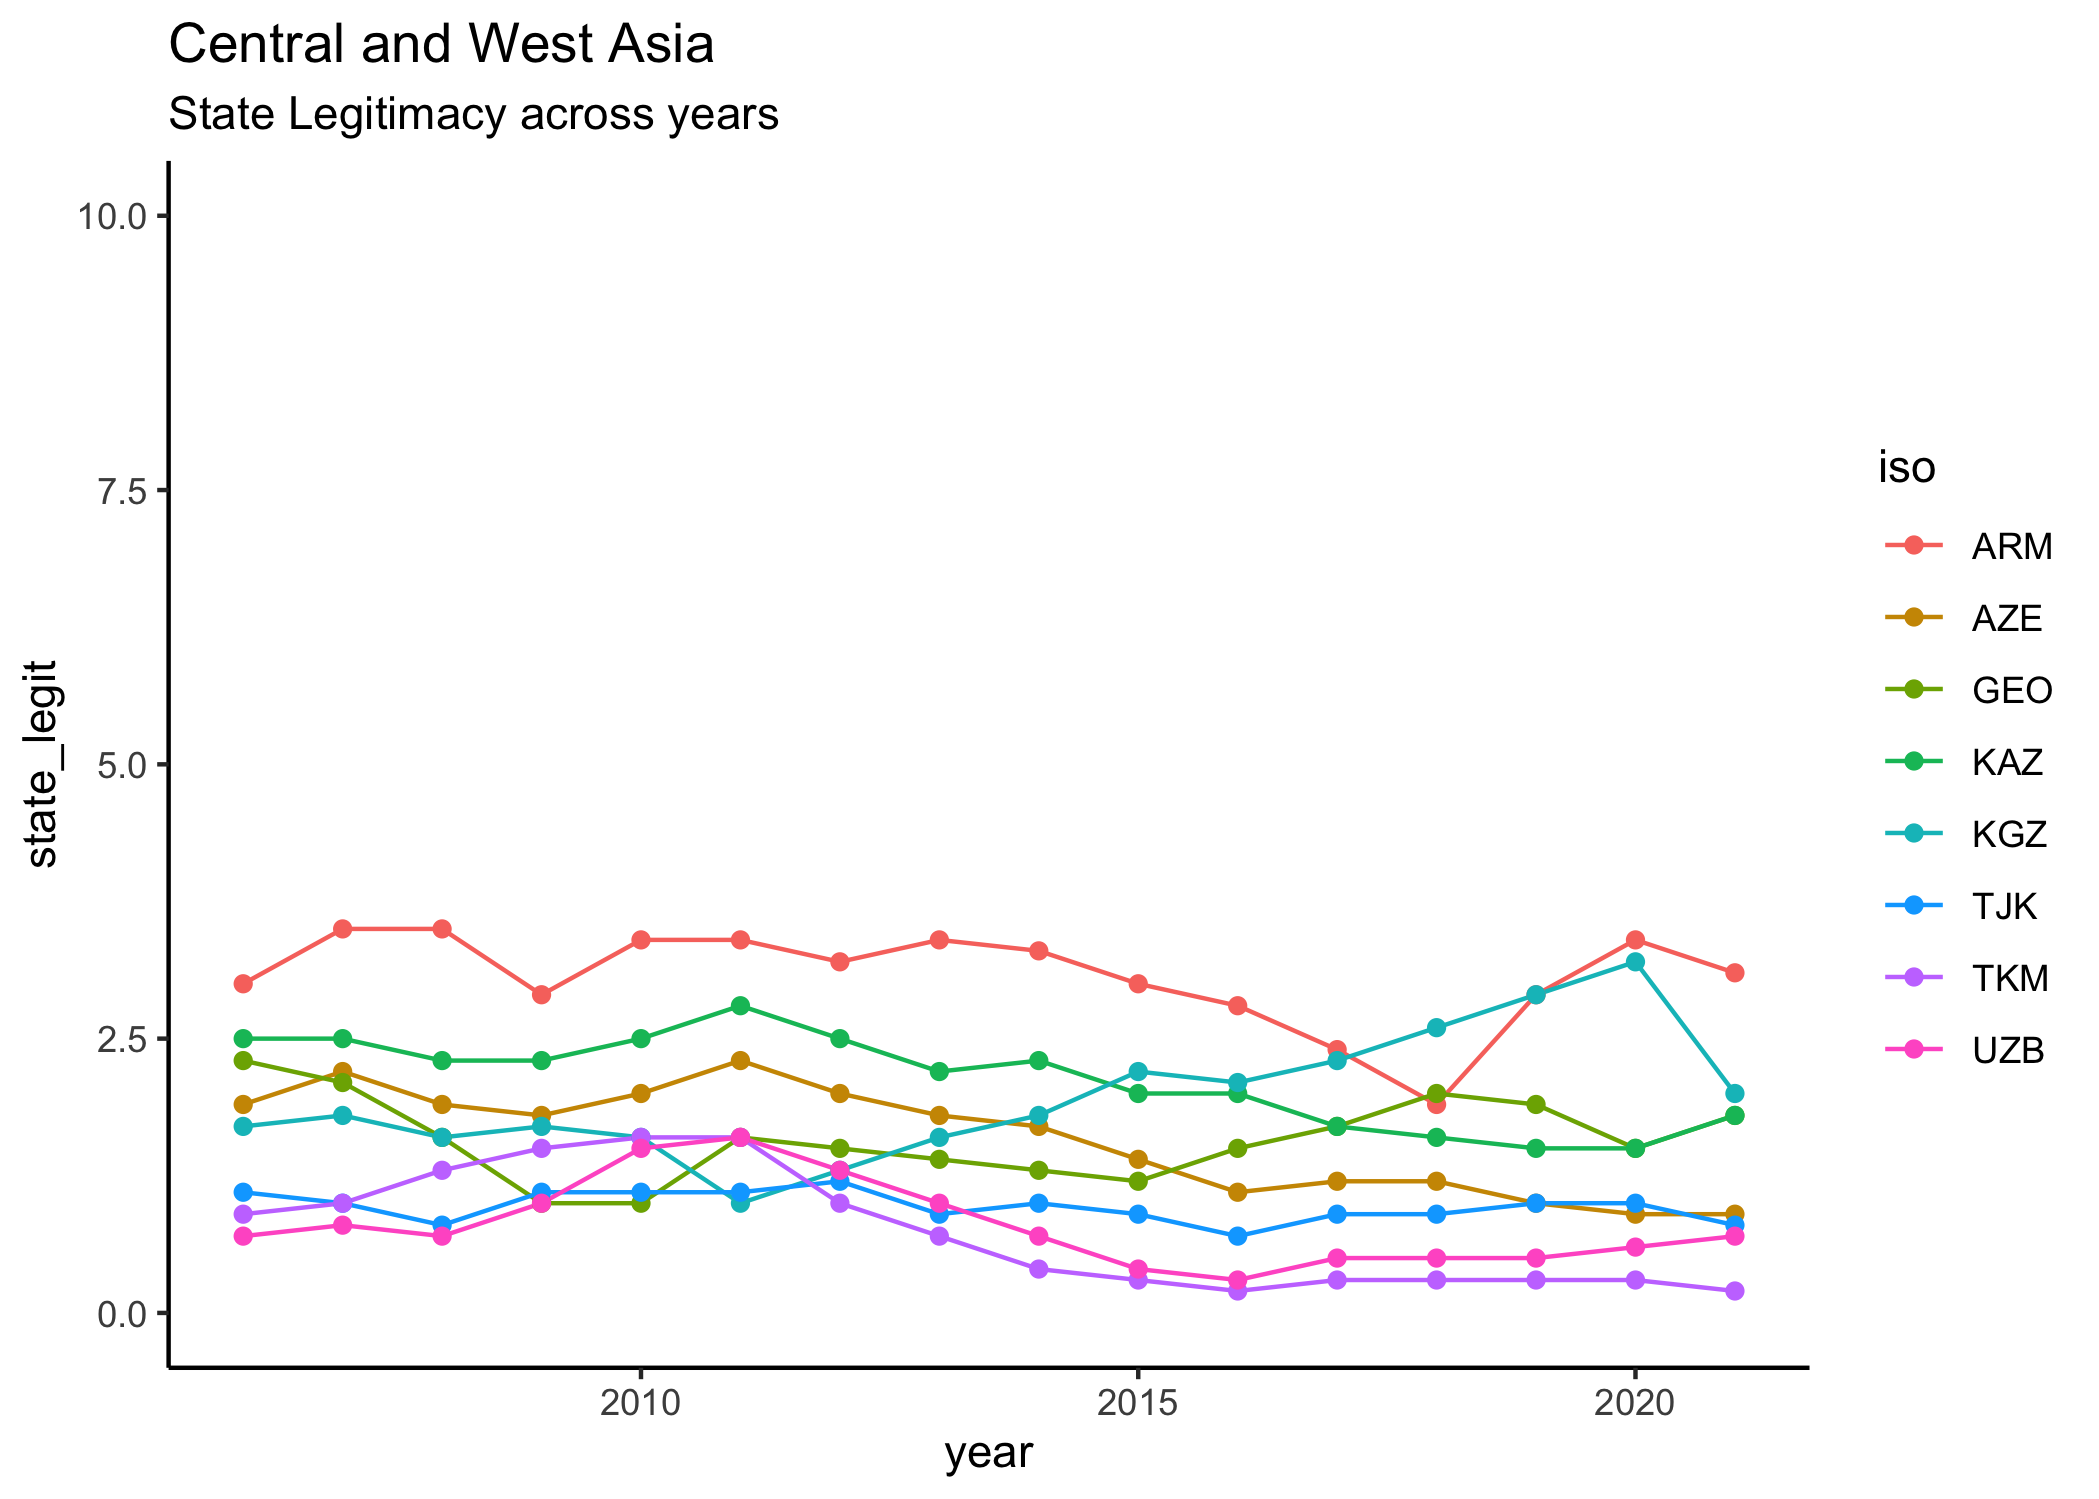 Central and West Asia
State Legitimacy across years
10.0
7.5
5.0
2.5
0.0
state_legit
2010
2015
2020
year
iso
ARM
AZE
GEO
KAZ
KGZ
TJK
TKM
UZB